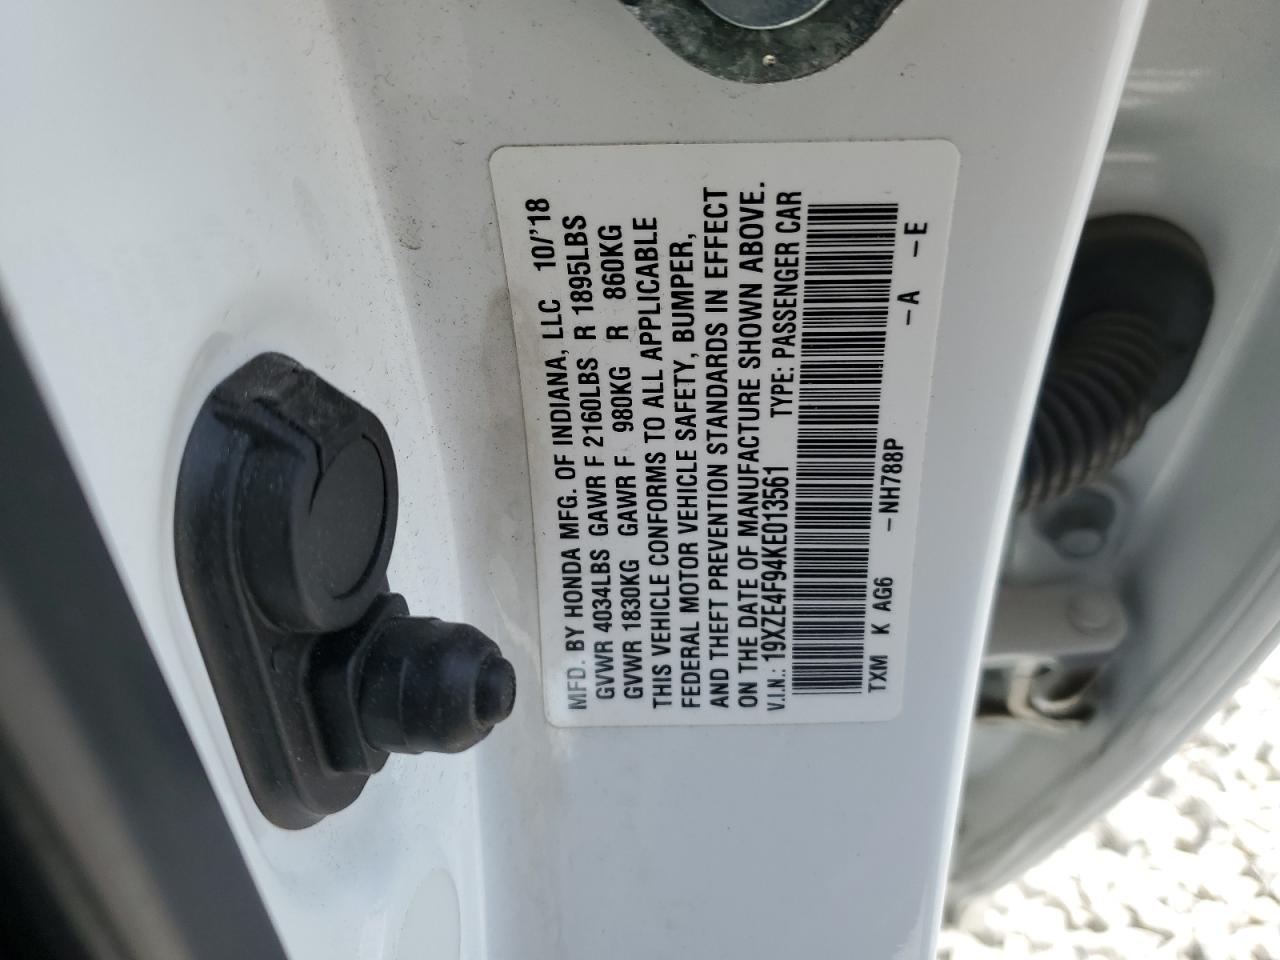 MFD. BY HONDA MFG. OF INDIANA, LLC 10/'18
GVWR 4034LBS GAWR F 2160LBS R 1895LBS
GVWR 1830KG GAWR F 980KG R 860KG
THIS VEHICLE CONFORMS TO ALL APPLICABLE
FEDERAL MOTOR VEHICLE SAFETY, BUMPER,
AND THEFT PREVENTION STANDARDS IN EFFECT
ON THE DATE OF MANUFACTURE SHOWN ABOVE.
V.I.N.: 19XZE4F94KE013561 TYPE: PASSENGER CAR
TXM K AG6 -NH788P -A -E